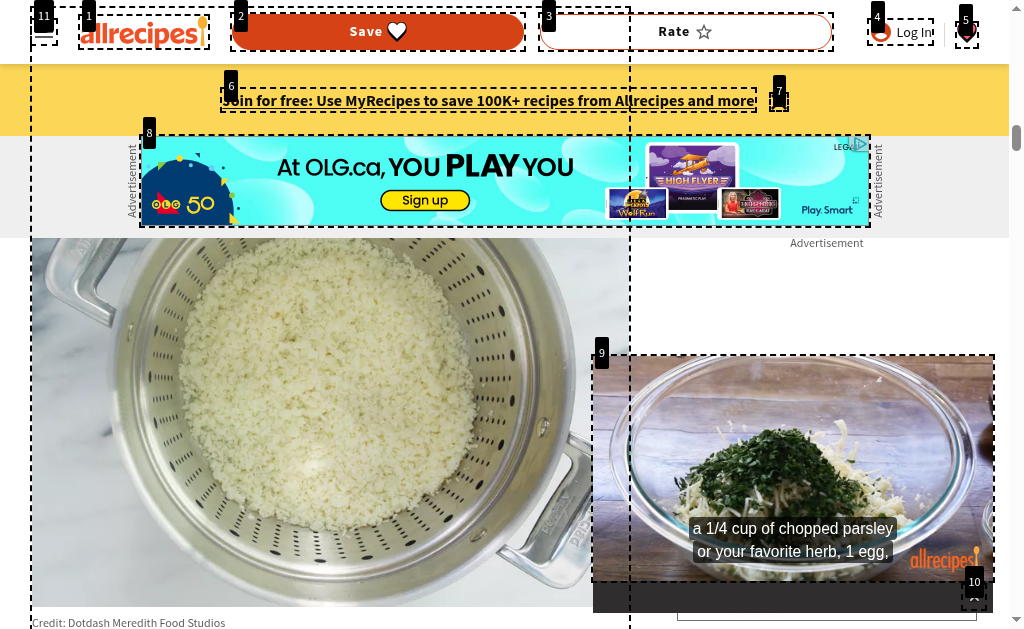 11
1
allrecipes
2
Save
3
Rate
4
Log In
5
6
Join for free: Use MyRecipes to save 100K+ recipes from Allrecipes and more
7
8
Advertisement
At OLG.ca, YOU PLAY YOU
Sign up
OLG 50
HIGH FLYER
PRAGMATIC PLAY
Wolf Run
Play. Smart
Advertisement
Advertisement
9
a 1/4 cup of chopped parsley
or your favorite herb, 1 egg,
allrecipes
10
Credit: Dotdash Meredith Food Studios